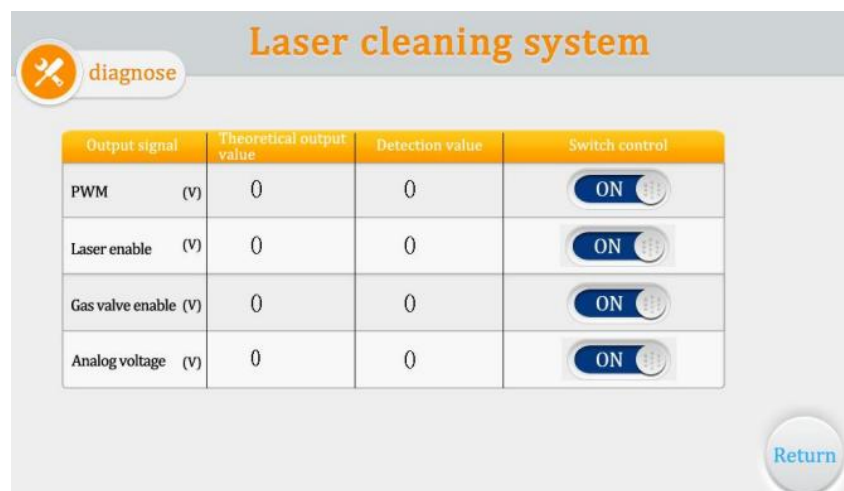 Laser cleaning system
diagnose
Output signal Theoretical output value Detection value Switch control
PWM (V) 0 0 ON
Laser enable (V) 0 0 ON
Gas valve enable (V) 0 0 ON
Analog voltage (V) 0 0 ON
Return